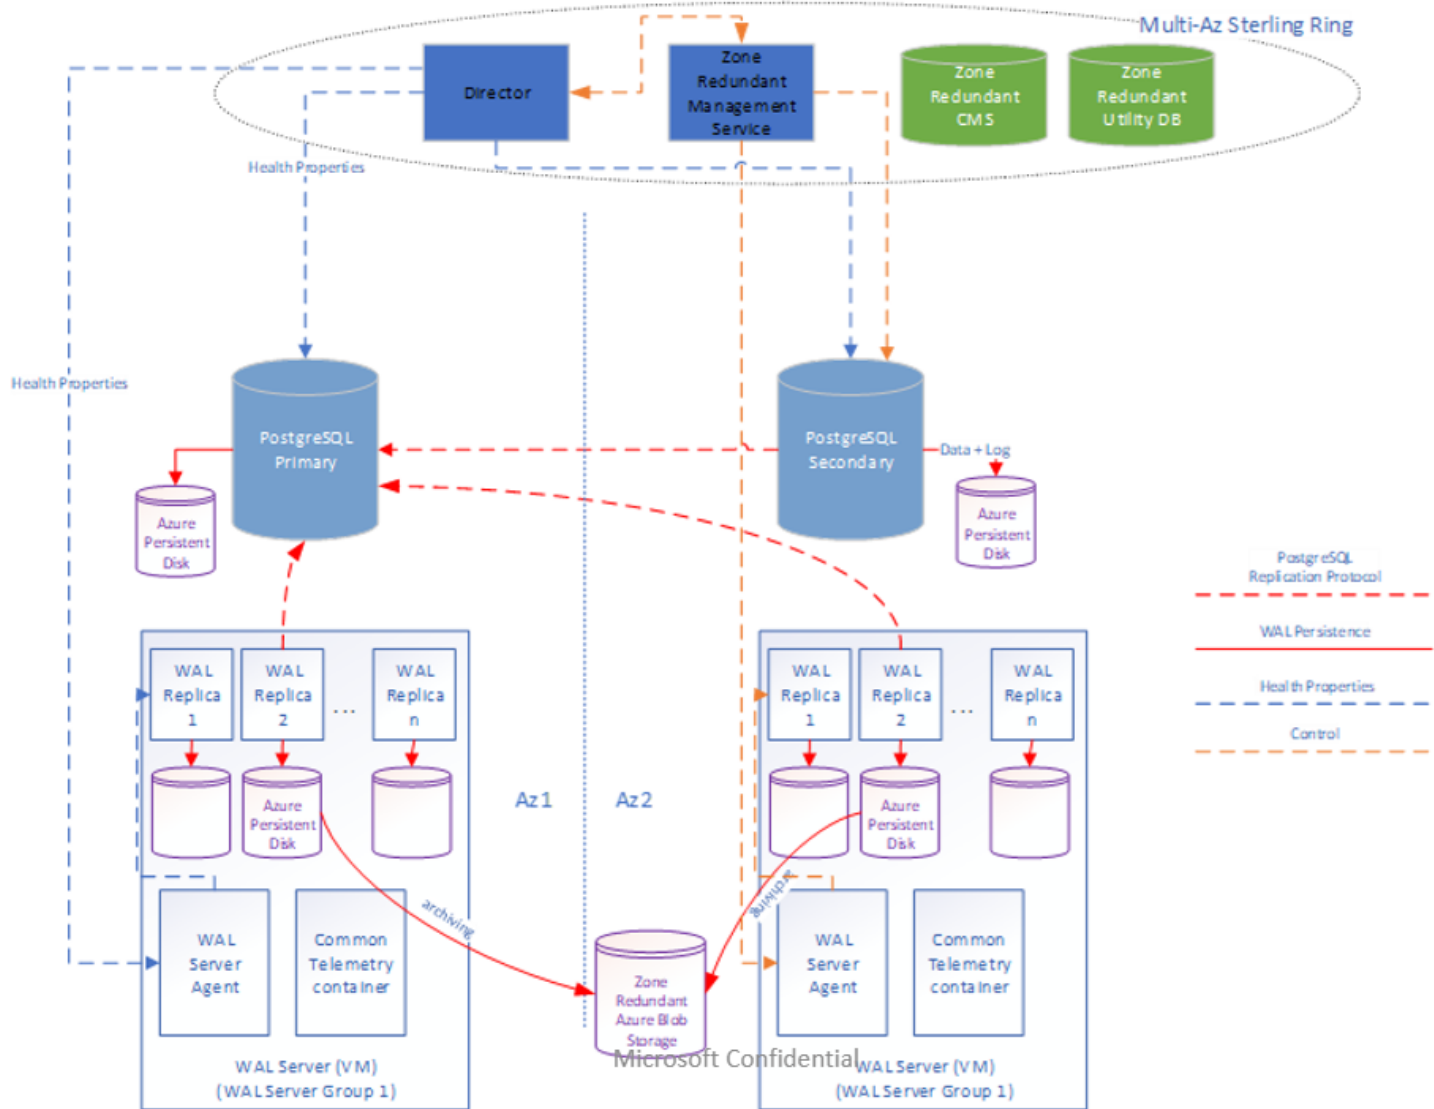 Multi-Az Sterling Ring
Director
Zone
Redundant
Management
Service
Zone
Redundant
CMS
Zone
Redundant
Utility DB
Health Properties
Health Properties
PostgreSQL
Primary
PostgreSQL
Secondary
Data + Log
Azure
Persistent
Disk
Azure
Persistent
Disk
PostgreSQL
Replication Protocol
WAL Persistence
Health Properties
Control
WAL
Replica
1
WAL
Replica
2
...
WAL
Replica
n
WAL
Replica
1
WAL
Replica
2
...
WAL
Replica
n
Azure
Persistent
Disk
Az1
Az2
Azure
Persistent
Disk
archiving
archiving
WAL
Server
Agent
Common
Telemetry
container
Zone
Redundant
Azure Blob
Storage
WAL
Server
Agent
Common
Telemetry
container
WAL Server (VM)
(WAL Server Group 1)
Microsoft Confidential
WAL Server (VM)
(WAL Server Group 1)